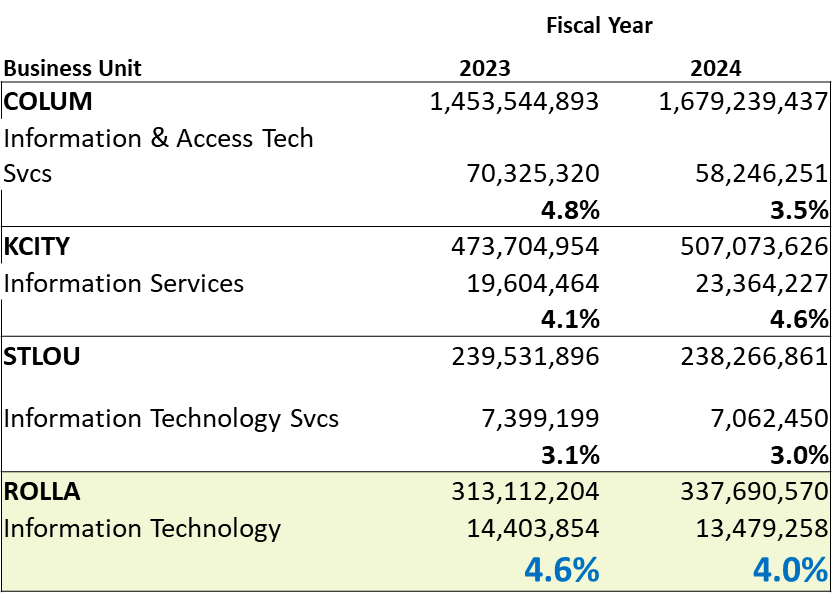 Fiscal Year
Business Unit 2023 2024
COLUM 1,453,544,893 1,679,239,437
Information & Access Tech
Svcs 70,325,320 58,246,251
4.8% 3.5%
KCITY 473,704,954 507,073,626
Information Services 19,604,464 23,364,227
4.1% 4.6%
STLOU 239,531,896 238,266,861
Information Technology Svcs 7,399,199 7,062,450
3.1% 3.0%
ROLLA 313,112,204 337,690,570
Information Technology 14,403,854 13,479,258
4.6% 4.0%